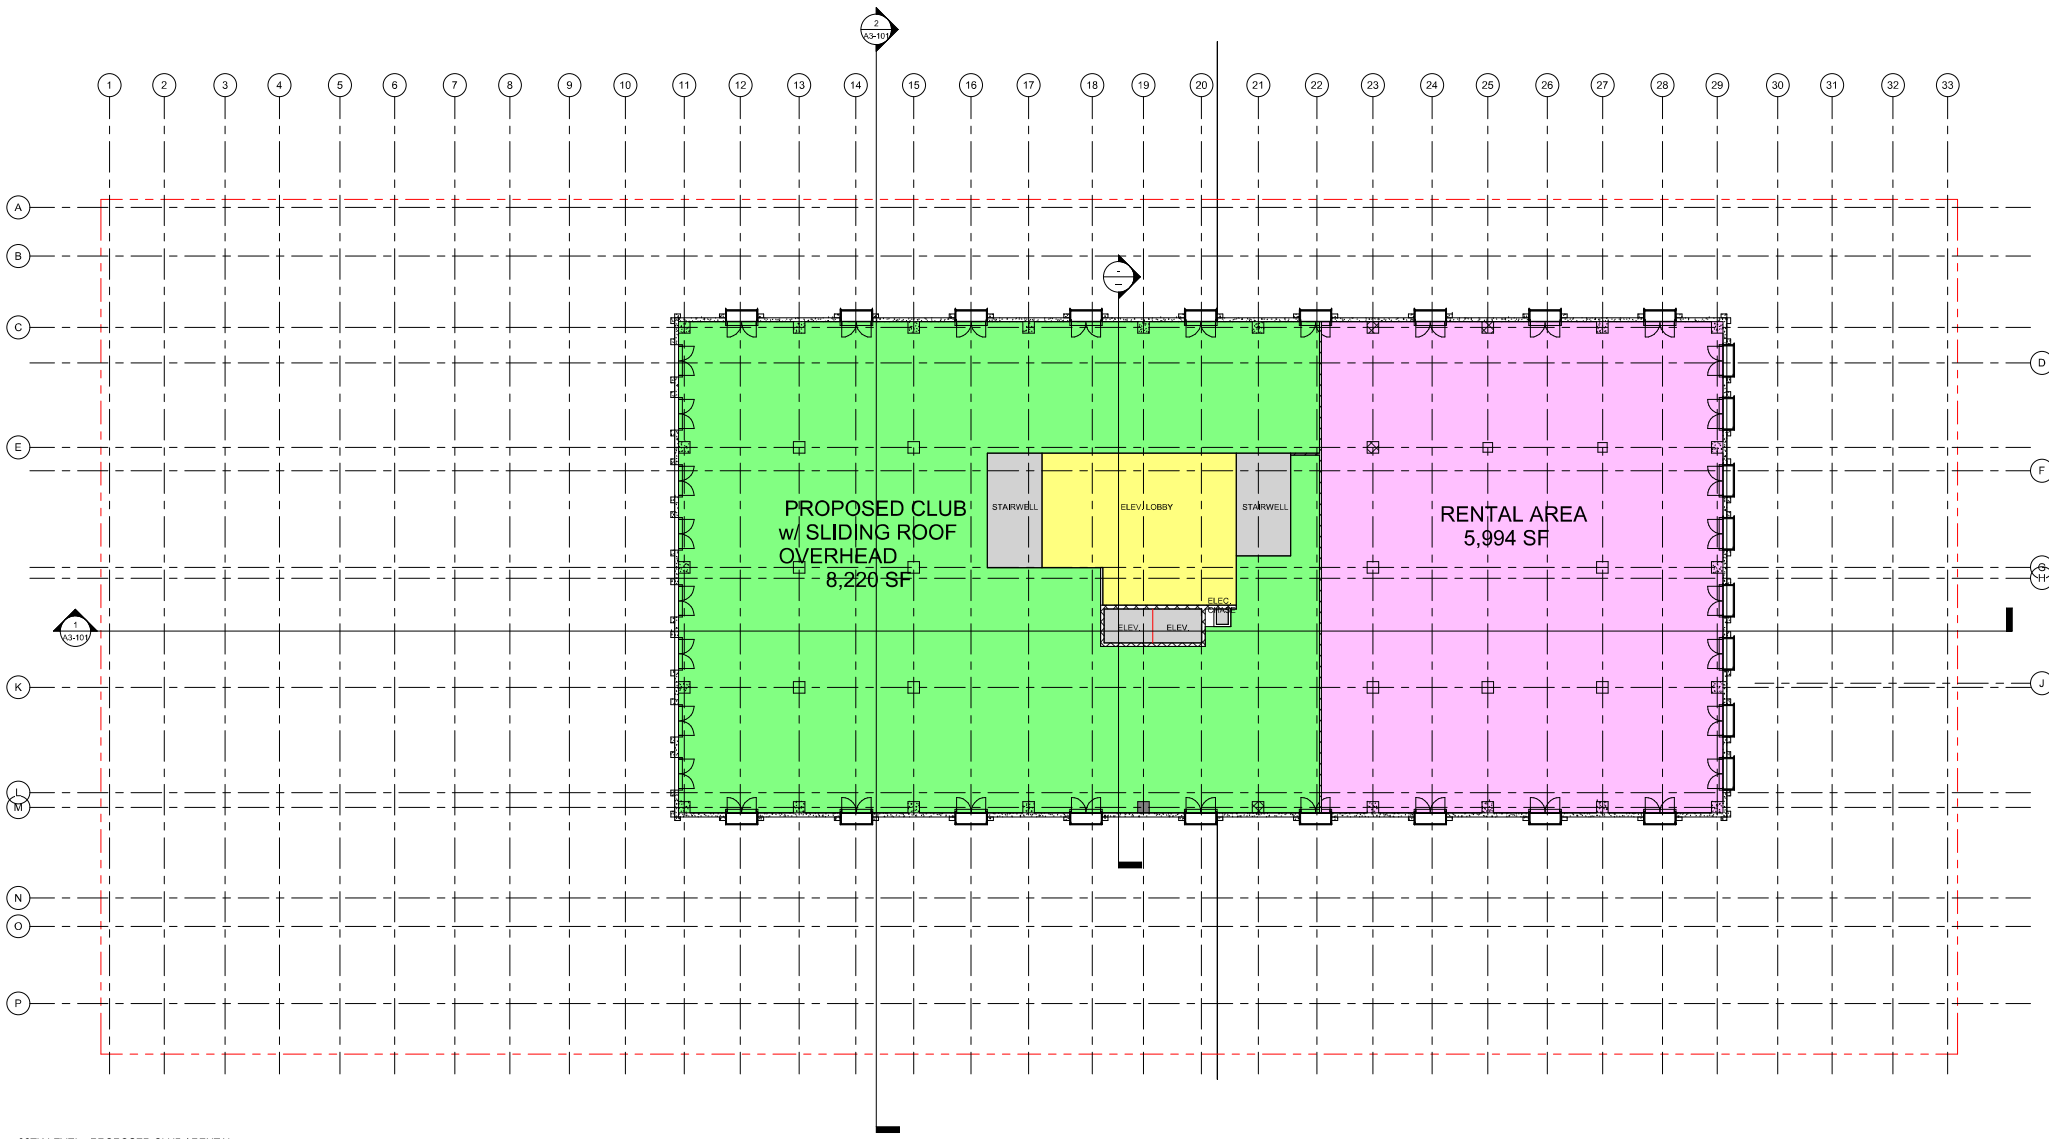 2
A3-101
1 2 3 4 5 6 7 8 9 10 11 12 13 14 15 16 17 18 19 20 21 22 23 24 25 26 27 28 29 30 31 32 33
A
B
C
D
E
F
PROPOSED CLUB
w/ SLIDING ROOF
OVERHEAD
8,220 SF
STAIRWELL
ELEV. LOBBY
STAIRWELL
RENTAL AREA
5,994 SF
G
H
ELEC.
CHASE
ELEV.
ELEV.
1
A3-101
K
J
L
M
N
O
P